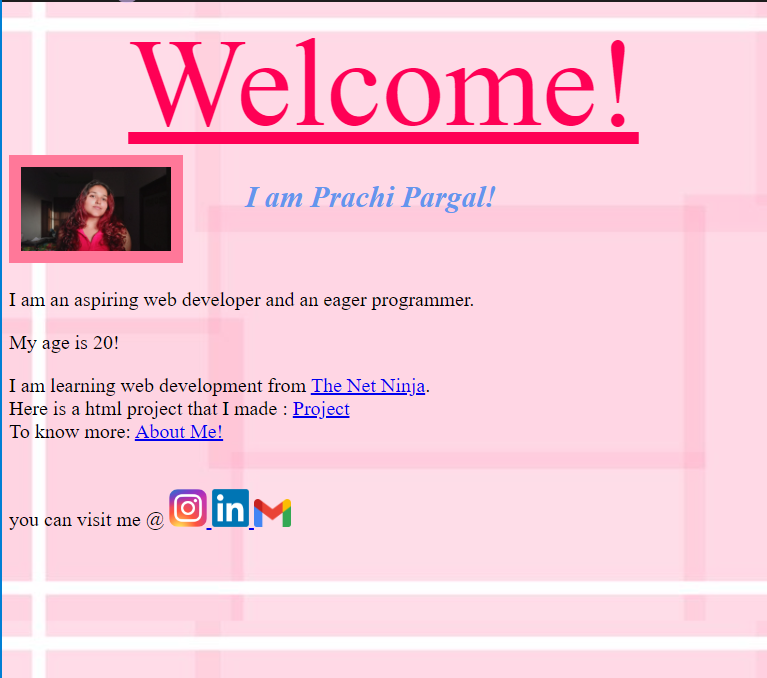 Welcome!
I am Prachi Pargal!
I am an aspiring web developer and an eager programmer.
My age is 20!
I am learning web development from The Net Ninja.
Here is a html project that I made : Project
To know more: About Me!
you can visit me @ in